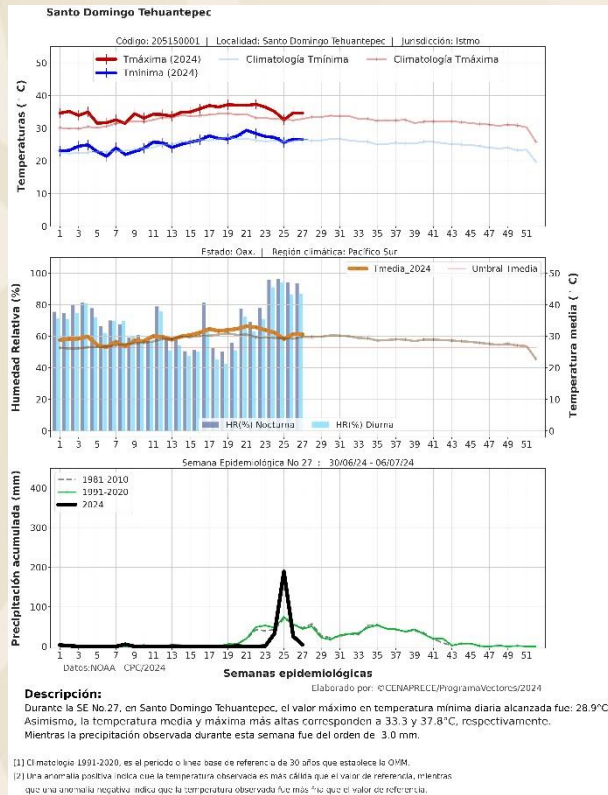 Santo Domingo Tehuantepec
Código: 205150001 | Localidad: Santo Domingo Tehuantepec | Jurisdicción: Istmo
Tmáxima (2024)
Climatología Tmínima
Climatología Tmáxima
Tmínima (2024)
Temperaturas (°C)
50
40
30
20
10
0
1 3 5 7 9 11 13 15 17 19 21 23 25 27 29 31 33 35 37 39 41 43 45 47 49 51
Estado: Oax. | Región climática: Pacífico Sur
Tmedia_2024
Umbral Tmedia
Humedad Relativa (%)
100
80
60
40
20
0
Temperatura media (°C)
50
40
30
20
10
0
HR(%) Nocturna
HR(%) Diurna
1 3 5 7 9 11 13 15 17 19 21 23 25 27 29 31 33 35 37 39 41 43 45 47 49 51
Semana Epidemiológica No 27 : 30/06/24 - 06/07/24
1981-2010
1991-2020
2024
Precipitación acumulada (mm)
400
300
200
100
0
1 3 5 7 9 11 13 15 17 19 21 23 25 27 29 31 33 35 37 39 41 43 45 47 49 51
Datos:NOAA CPC/2024
Semanas epidemiológicas
Elaborado por: ©CENAPRECE/ProgramaVectores/2024
Descripción:
Durante la SE No.27, en Santo Domingo Tehuantepec, el valor máximo en temperatura mínima diaria alcanzada fue: 28.9°C
Asimismo, la temperatura media y máxima más altas corresponden a 33.3 y 37.8°C, respectivamente.
Mientras la precipitación observada durante esta semana fue del orden de 3.0 mm.
[1] Climatología 1991-2020, es el periodo o línea base de referencia de 30 años que establece la OMM.
[2] Una anomalía positiva indica que la temperatura observada es más cálida que el valor de referencia, mientras
que una anomalía negativa indica que la temperatura observada fue más fría que el valor de referencia.